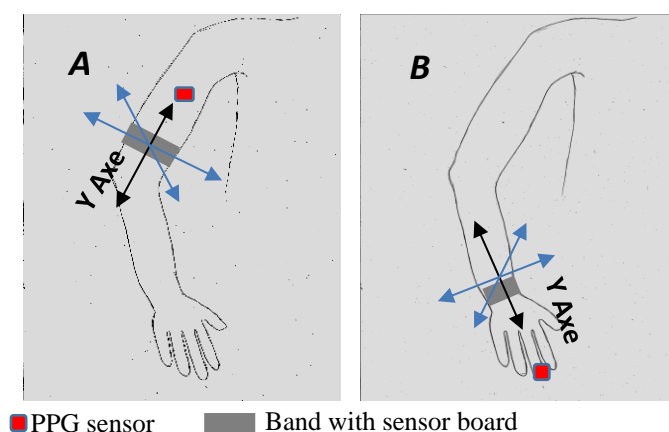 A
B
Y Axe
Y Axe
PPG sensor
Band with sensor board